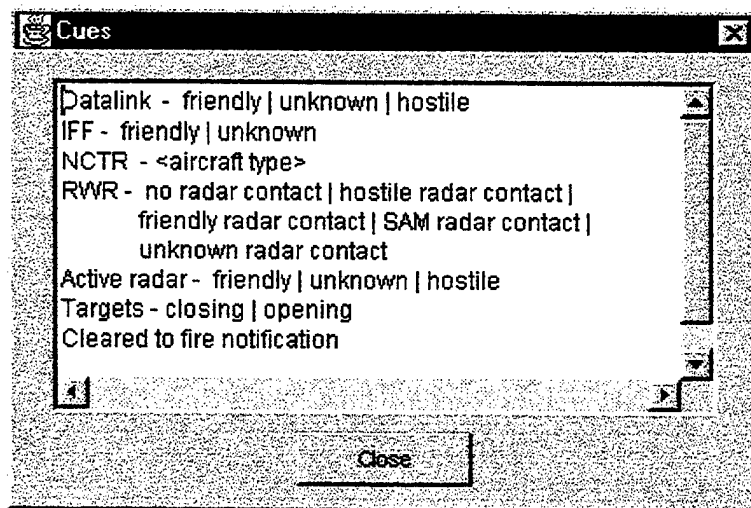 Cues
Datalink - friendly | unknown | hostile
IFF - friendly | unknown
NCTR - <aircraft type>
RWR - no radar contact | hostile radar contact |
friendly radar contact | SAM radar contact |
unknown radar contact
Active radar - friendly | unknown | hostile
Targets - closing | opening
Cleared to fire notification
Close